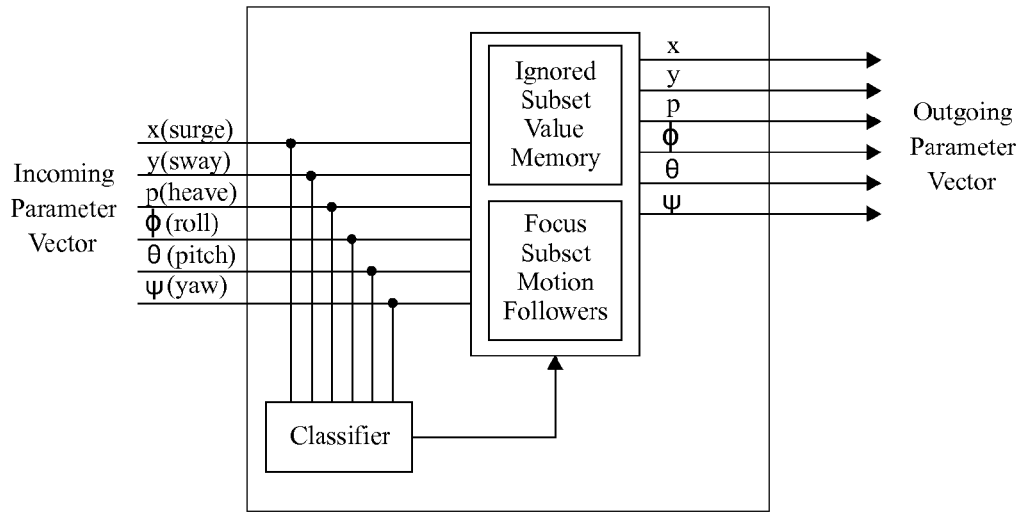 Incoming
Parameter
Vector
x(surge)
y(sway)
p(heave)
ϕ(roll)
θ(pitch)
ψ(yaw)
Classifier
Ignored
Subset
Value
Memory
Focus
Subset
Motion
Followers
x
y
p
ϕ
θ
ψ
Outgoing
Parameter
Vector